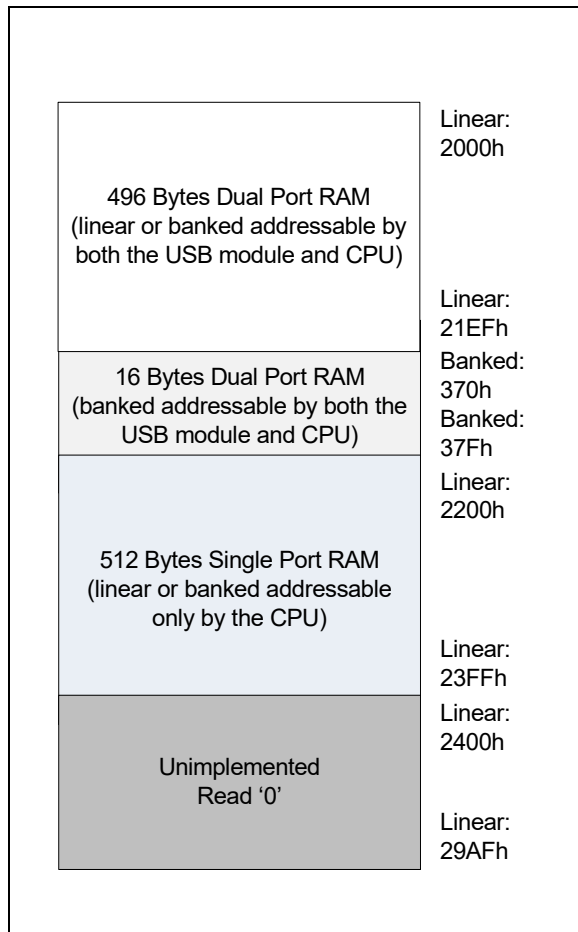 Linear:
2000h
496 Bytes Dual Port RAM
(linear or banked addressable by
both the USB module and CPU)
Linear:
21EFh
Banked:
370h
16 Bytes Dual Port RAM
(banked addressable by both the
USB module and CPU)
Banked:
37Fh
Linear:
2200h
512 Bytes Single Port RAM
(linear or banked addressable
only by the CPU)
Linear:
23FFh
Linear:
2400h
Unimplemented
Read ‘0’
Linear:
29AFh